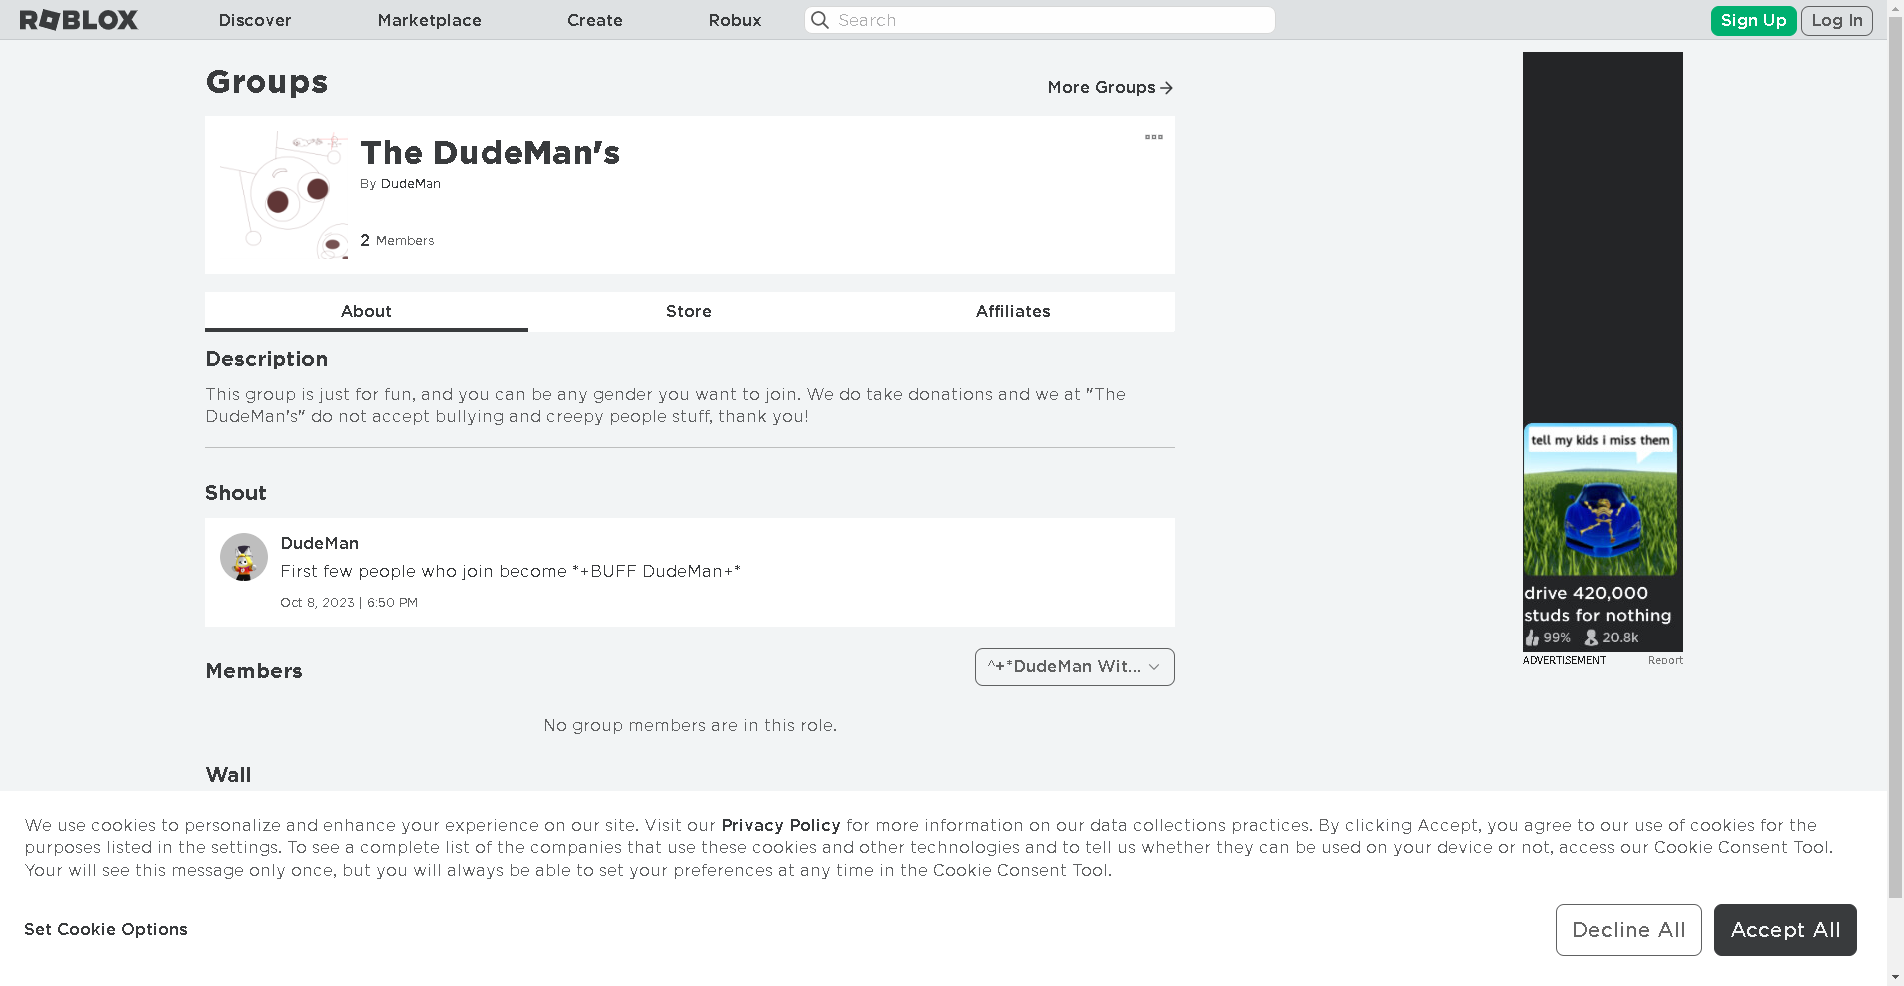 ROBLOX Discover Marketplace Create Robux Search Sign Up Log In
Groups
More Groups
The DudeMan's
By DudeMan
2 Members
About Store Affiliates
Description
This group is just for fun, and you can be any gender you want to join. We do take donations and we at "The
DudeMan's" do not accept bullying and creepy people stuff, thank you!
Shout
DudeMan
First few people who join become *+BUFF DudeMan+*
Oct 8, 2023 | 6:50 PM
Members
^+*DudeMan Wit...
No group members are in this role.
Wall
tell my kids i miss them
drive 420,000
studs for nothing
99% 20.8k
ADVERTISEMENT Report
We use cookies to personalize and enhance your experience on our site. Visit our Privacy Policy for more information on our data collections practices. By clicking Accept, you agree to our use of cookies for the
purposes listed in the settings. To see a complete list of the companies that use these cookies and other technologies and to tell us whether they can be used on your device or not, access our Cookie Consent Tool.
Your will see this message only once, but you will always be able to set your preferences at any time in the Cookie Consent Tool.
Set Cookie Options
Decline All
Accept All